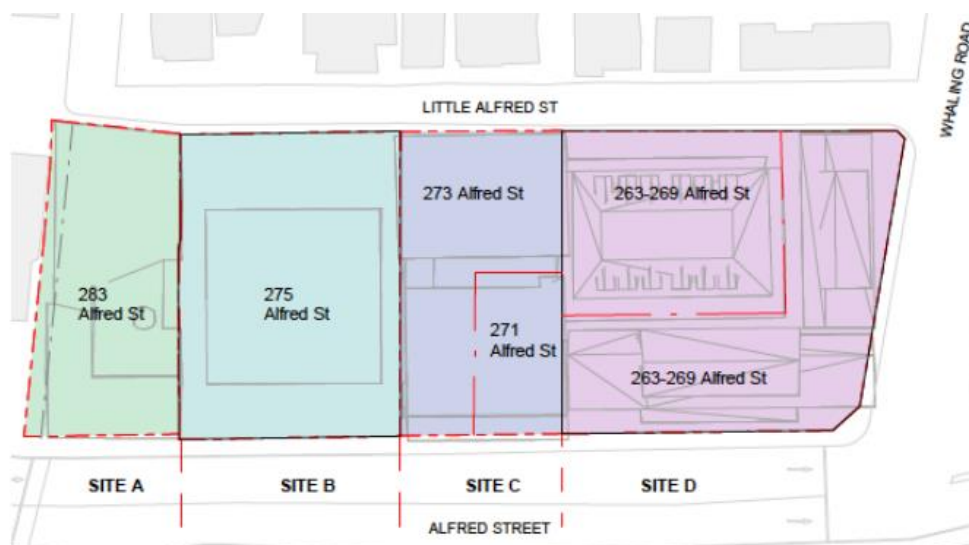 WHALING ROAD
LITTLE ALFRED ST
273 Alfred St
263-269 Alfred St
283
Alfred St
275
Alfred St
271
Alfred St
263-269 Alfred St
SITE A
SITE B
SITE C
SITE D
ALFRED STREET